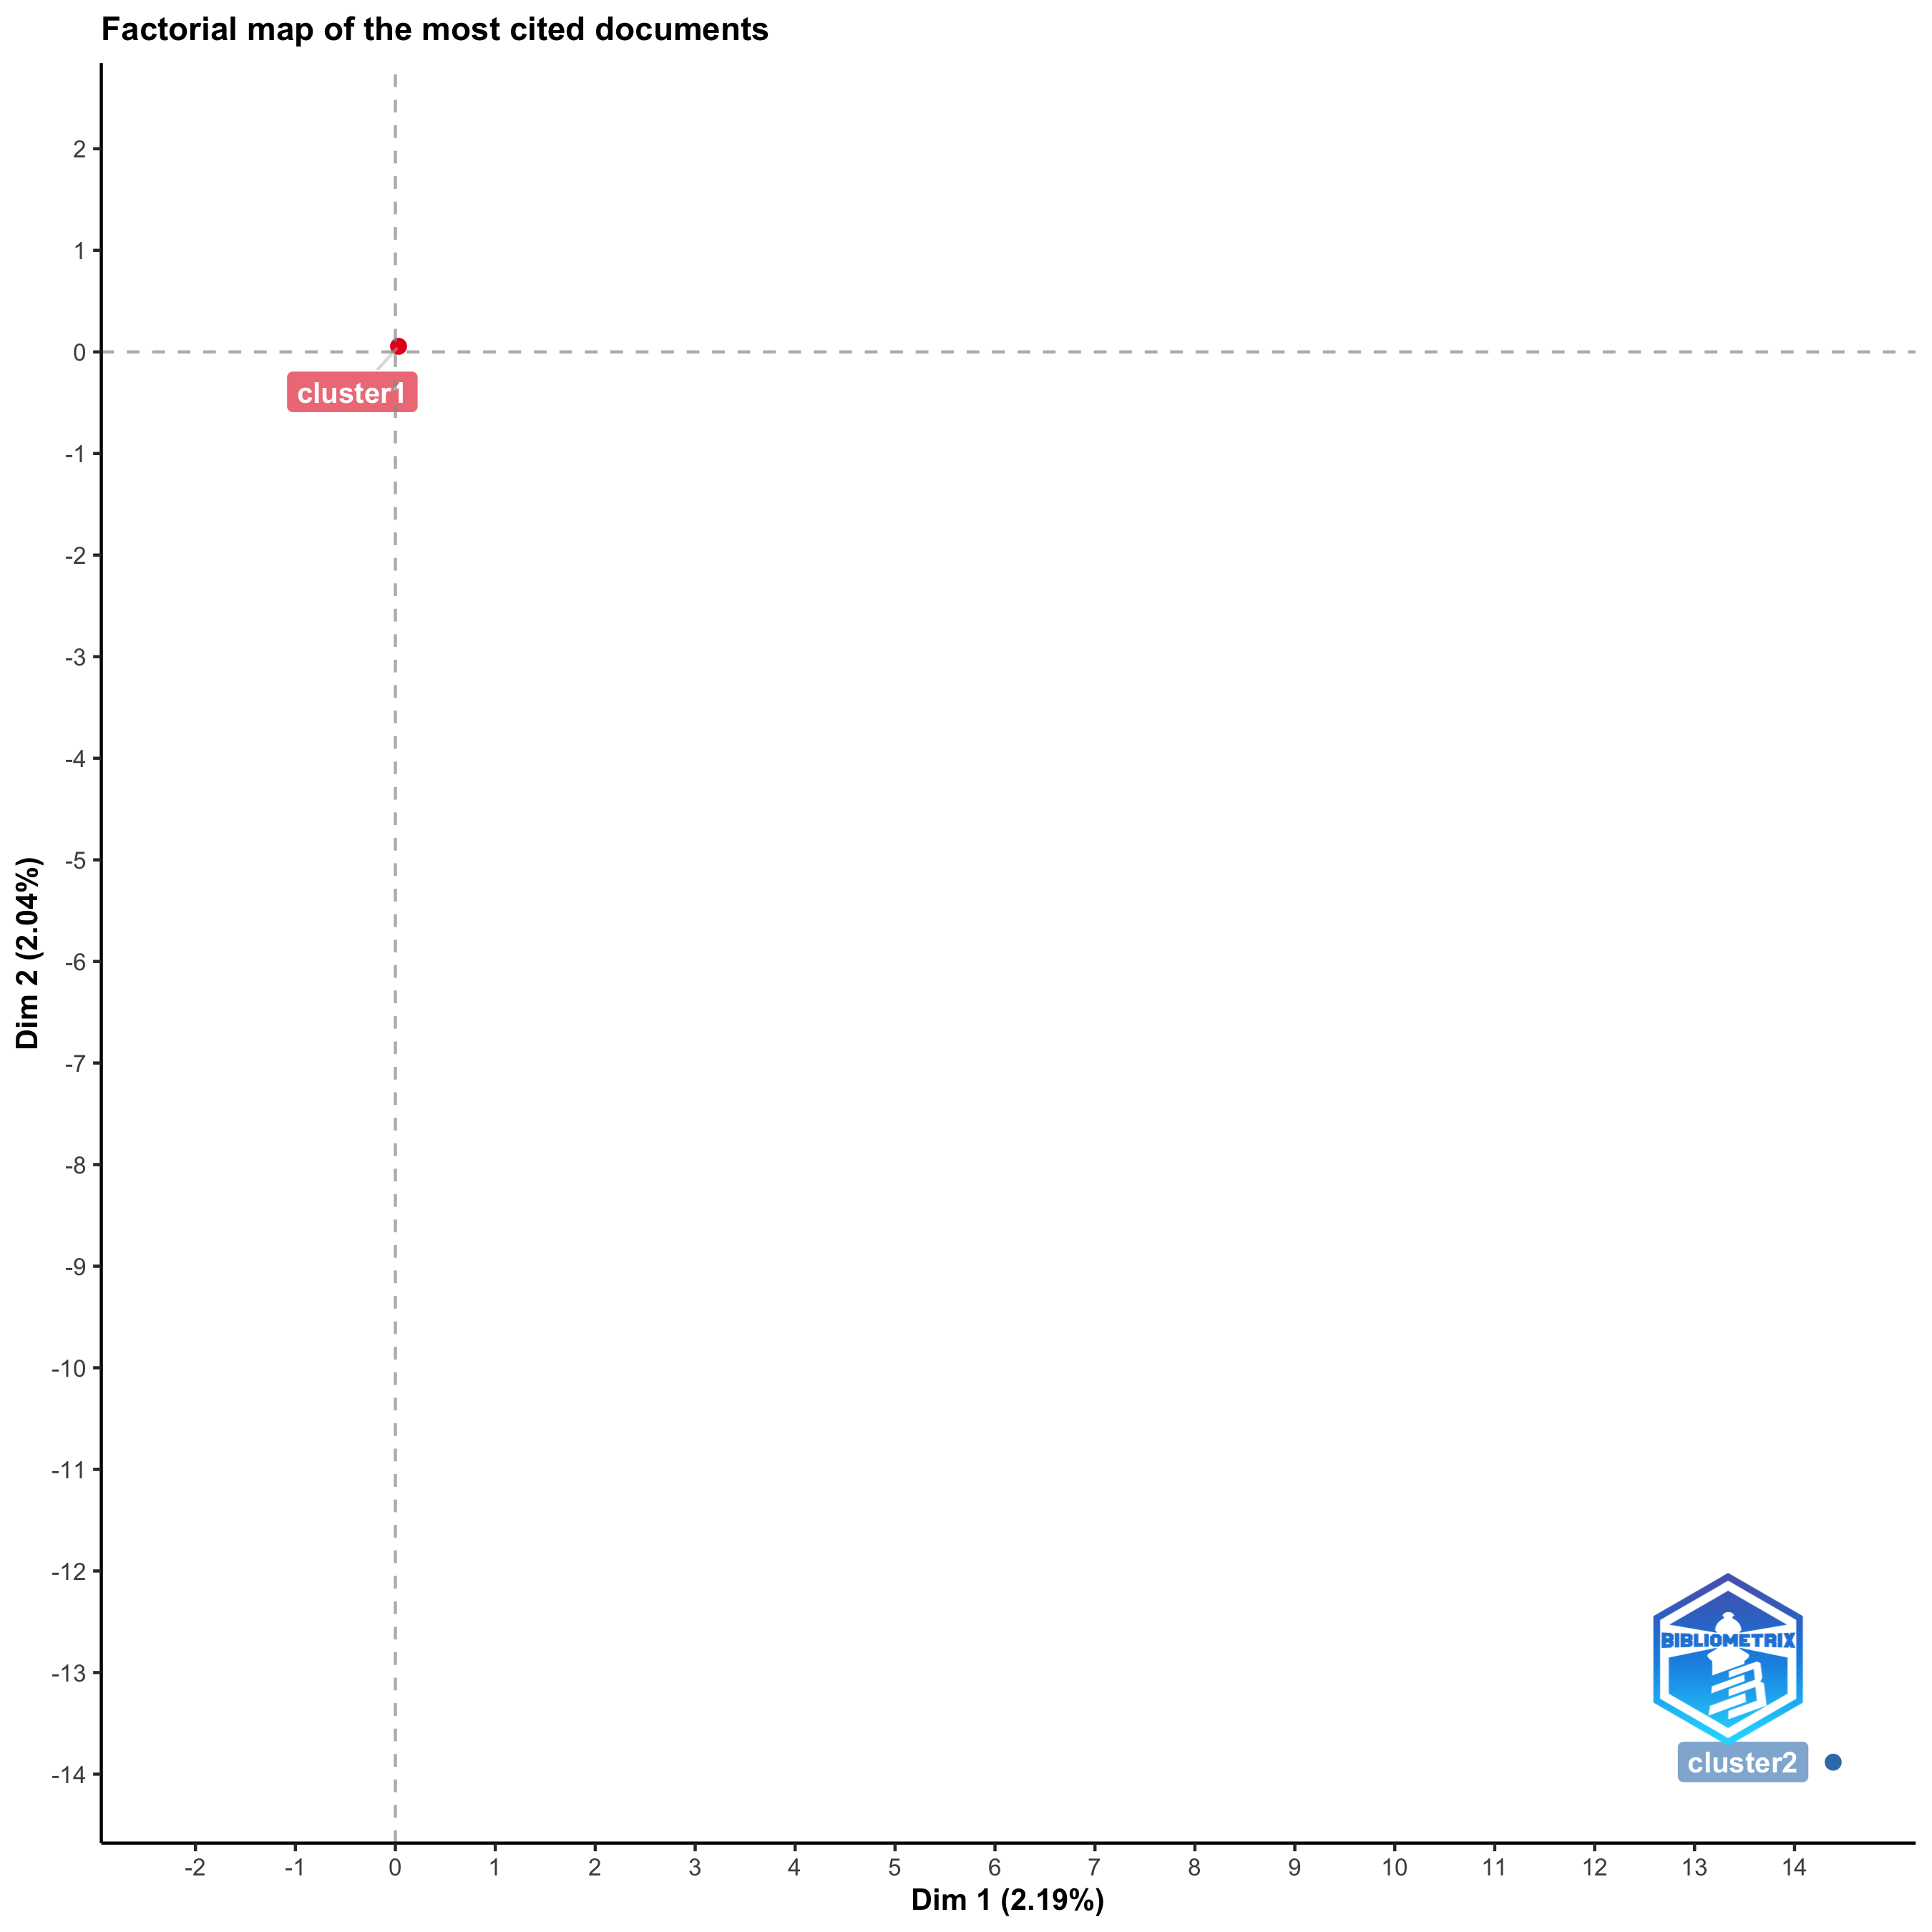 Factorial map of the most cited documents
2
1
0
-1
-2
-3
-4
-5
-6
-7
-8
-9
-10
-11
-12
-13
-14
Dim 2 (2.04%)
cluster1
BIBLIOMETRIX
cluster2
-2 -1 0 1 2 3 4 5 6 7 8 9 10 11 12 13 14
Dim 1 (2.19%)